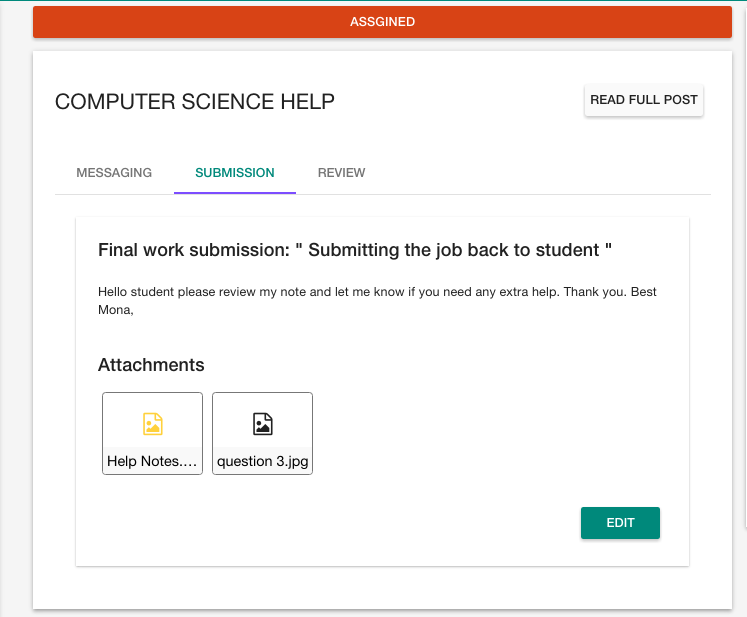 ASSGINED
COMPUTER SCIENCE HELP
READ FULL POST
MESSAGING SUBMISSION REVIEW
Final work submission: " Submitting the job back to student "
Hello student please review my note and let me know if you need any extra help. Thank you. Best
Mona,
Attachments
Help Notes.... question 3.jpg
EDIT